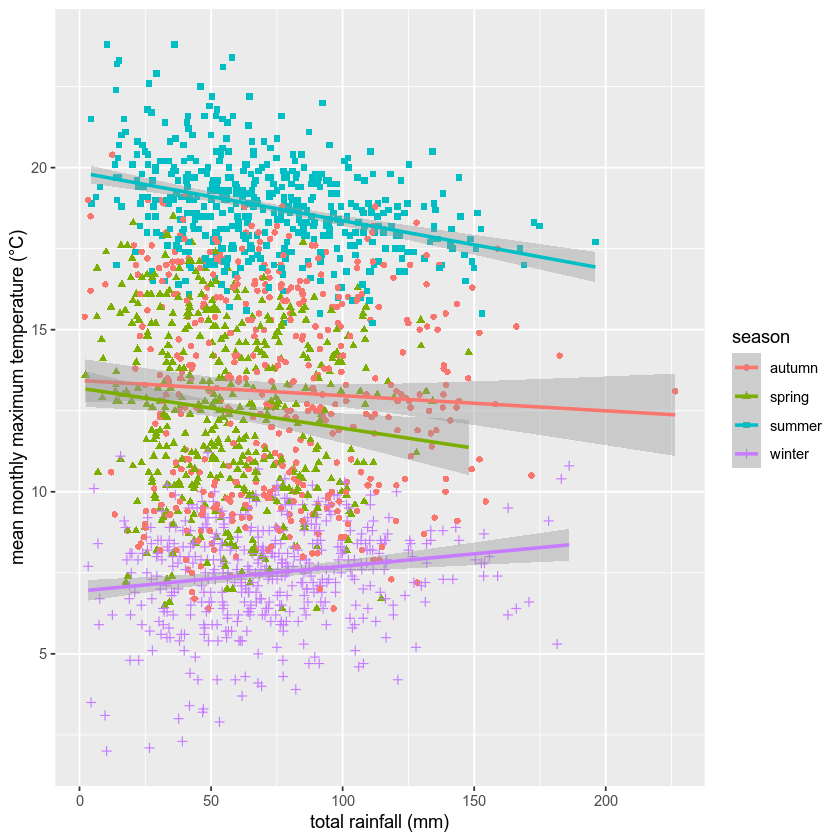 mean monthly maximum temperature (°C)
20
15
10
5
0
50
100
150
200
total rainfall (mm)
season
autumn
spring
summer
winter